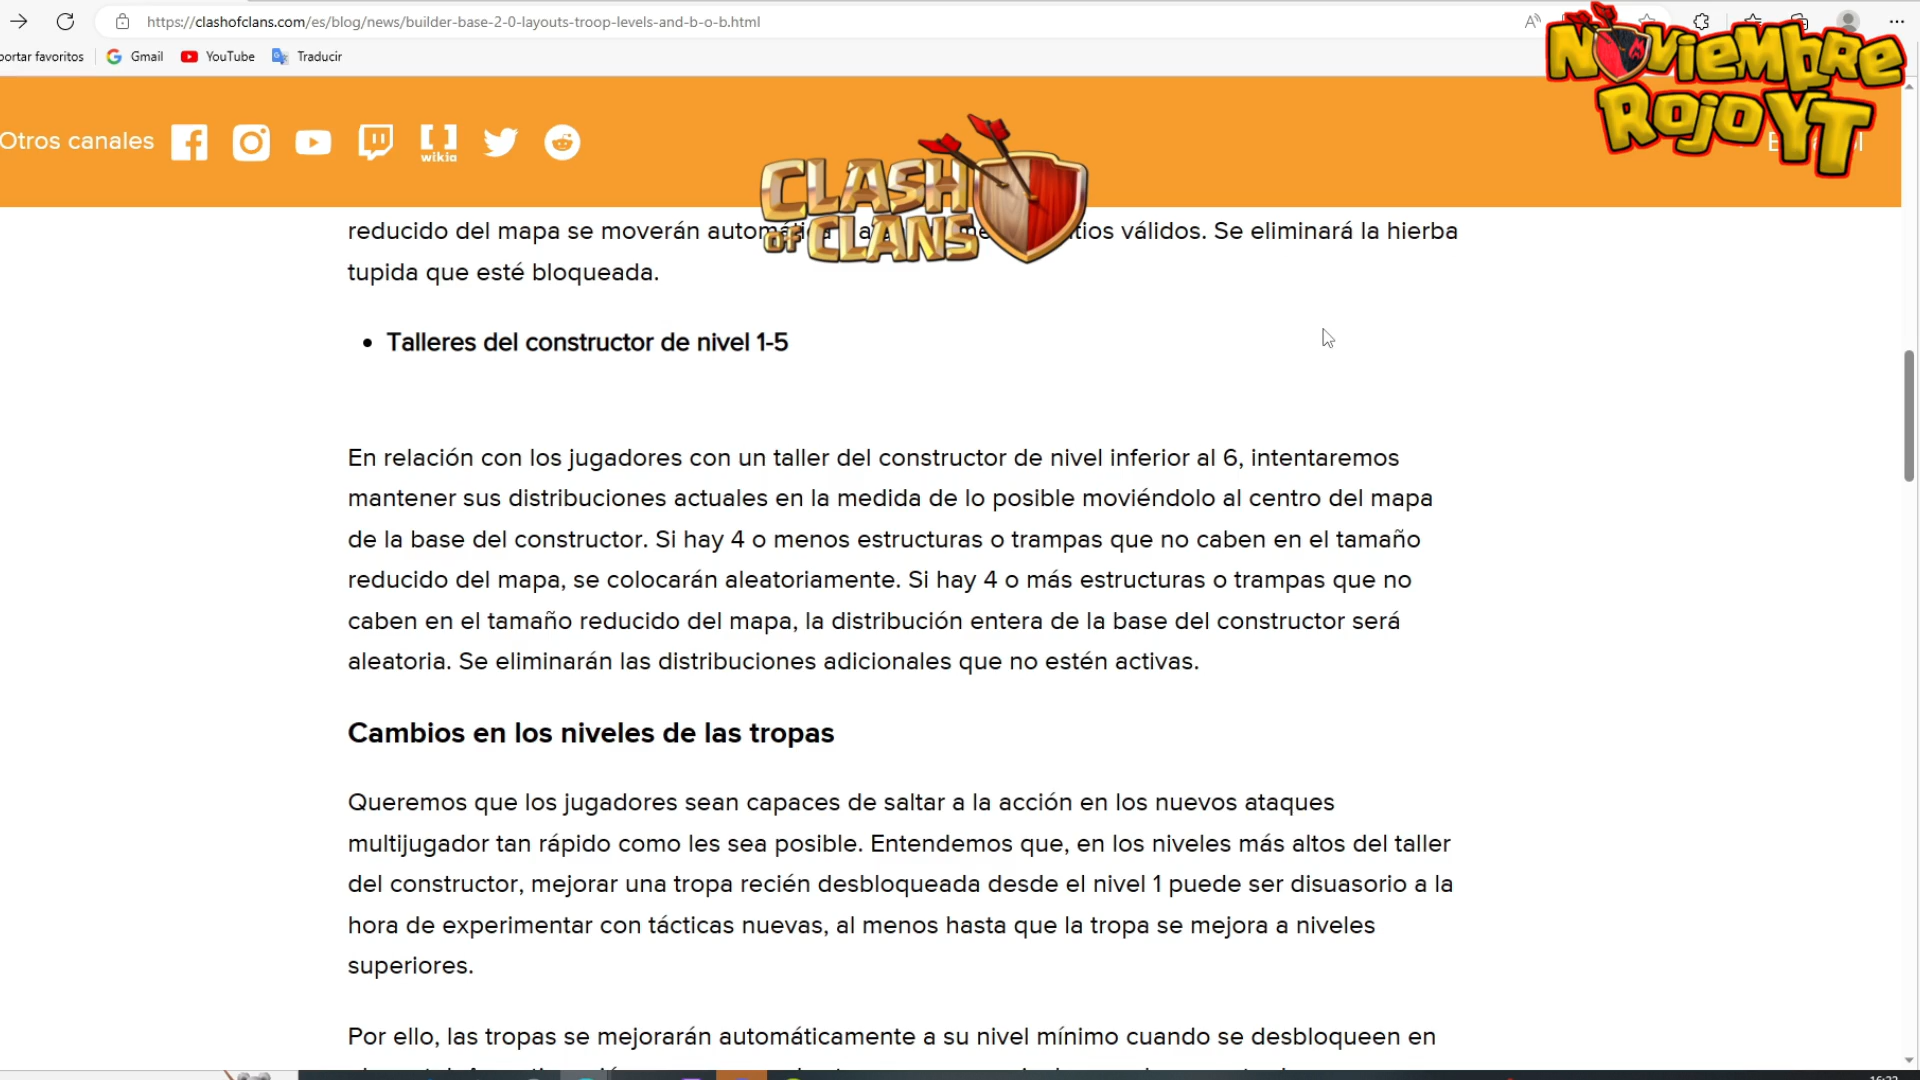 https://clashofclans.com/es/blog/news/builder-base-2-0-layouts-troop-levels-and-b-o-b.html
portar favoritos
Gmail
YouTube
Traducir
NOVIEMBRE
ROJO YT
Otros canales
wikia
CLASH
OF CLANS
reducido del mapa se moverán válidos. Se eliminará la hierba
tupida que esté bloqueada.
• Talleres del constructor de nivel 1-5
En relación con los jugadores con un taller del constructor de nivel inferior al 6, intentaremos
mantener sus distribuciones actuales en la medida de lo posible moviéndolo al centro del mapa
de la base del constructor. Si hay 4 o menos estructuras o trampas que no caben en el tamaño
reducido del mapa, se colocarán aleatoriamente. Si hay 4 o más estructuras o trampas que no
caben en el tamaño reducido del mapa, la distribución entera de la base del constructor será
aleatoria. Se eliminarán las distribuciones adicionales que no estén activas.
Cambios en los niveles de las tropas
Queremos que los jugadores sean capaces de saltar a la acción en los nuevos ataques
multijugador tan rápido como les sea posible. Entendemos que, en los niveles más altos del taller
del constructor, mejorar una tropa recién desbloqueada desde el nivel 1 puede ser disuasorio a la
hora de experimentar con tácticas nuevas, al menos hasta que la tropa se mejora a niveles
superiores.
Por ello, las tropas se mejorarán automáticamente a su nivel mínimo cuando se desbloqueen en